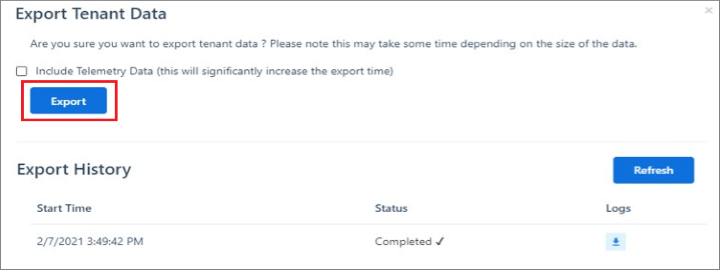 Export Tenant Data
Are you sure you want to export tenant data ? Please note this may take some time depending on the size of the data.
Include Telemetry Data (this will significantly increase the export time)
Export
Export History
Refresh
Start Time Status Logs
2/7/2021 3:49:42 PM Completed ✓